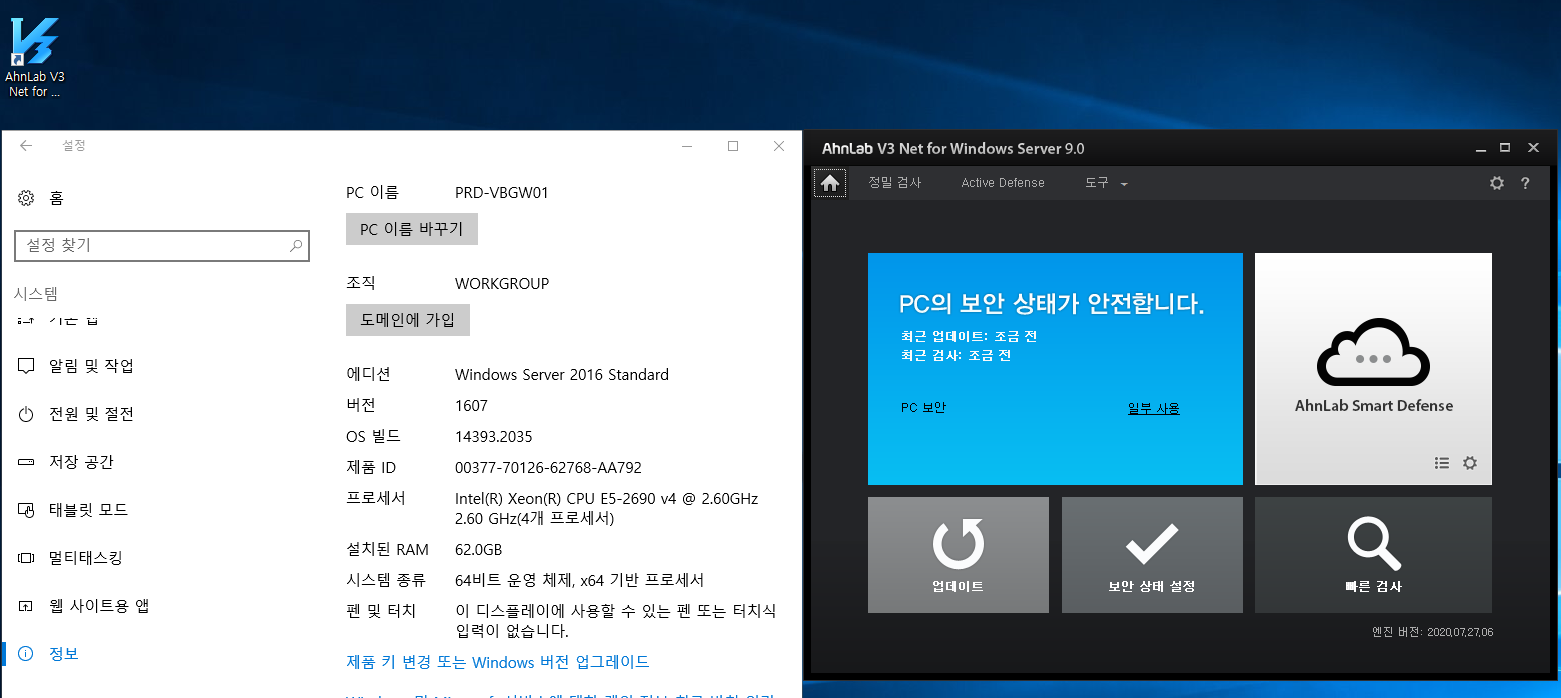 AhnLab V3
Net for ...
설정
홈
설정 찾기
시스템
알림 및 작업
전원 및 절전
저장 공간
태블릿 모드
멀티태스킹
웹 사이트용 앱
정보
PC 이름 PRD-VBGW01
PC 이름 바꾸기
조직 WORKGROUP
도메인에 가입
에디션 Windows Server 2016 Standard
버전 1607
OS 빌드 14393.2035
제품 ID 00377-70126-62768-AA792
프로세서 Intel(R) Xeon(R) CPU E5-2690 v4 @ 2.60GHz
2.60 GHz(4개 프로세서)
설치된 RAM 62.0GB
시스템 종류 64비트 운영 체제, x64 기반 프로세서
펜 및 터치 이 디스플레이에 사용할 수 있는 펜 또는 터치식
입력이 없습니다.
제품 키 변경 또는 Windows 버전 업그레이드
AhnLab V3 Net for Windows Server 9.0
정밀 검사 Active Defense 도구
PC의 보안 상태가 안전합니다.
최근 업데이트: 조금 전
최근 검사: 조금 전
PC 보안 일부 사용
AhnLab Smart Defense
업데이트
보안 상태 설정
빠른 검사
엔진 버전: 2020.07.27.06